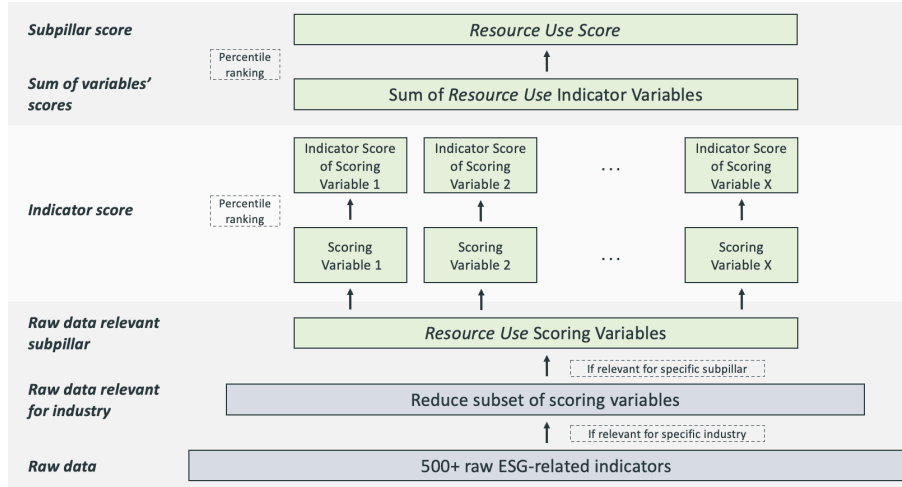 Subpillar score
Resource Use Score
Percentile
ranking
Sum of variables’
scores
Sum of Resource Use Indicator Variables
Indicator Score
of Scoring
Variable 1
Indicator Score
of Scoring
Variable 2
...
Indicator Score
of Scoring
Variable X
Indicator score
Percentile
ranking
Scoring
Variable 1
Scoring
Variable 2
...
Scoring
Variable X
Raw data relevant
subpillar
Resource Use Scoring Variables
If relevant for specific subpillar
Raw data relevant
for industry
Reduce subset of scoring variables
If relevant for specific industry
Raw data
500+ raw ESG-related indicators